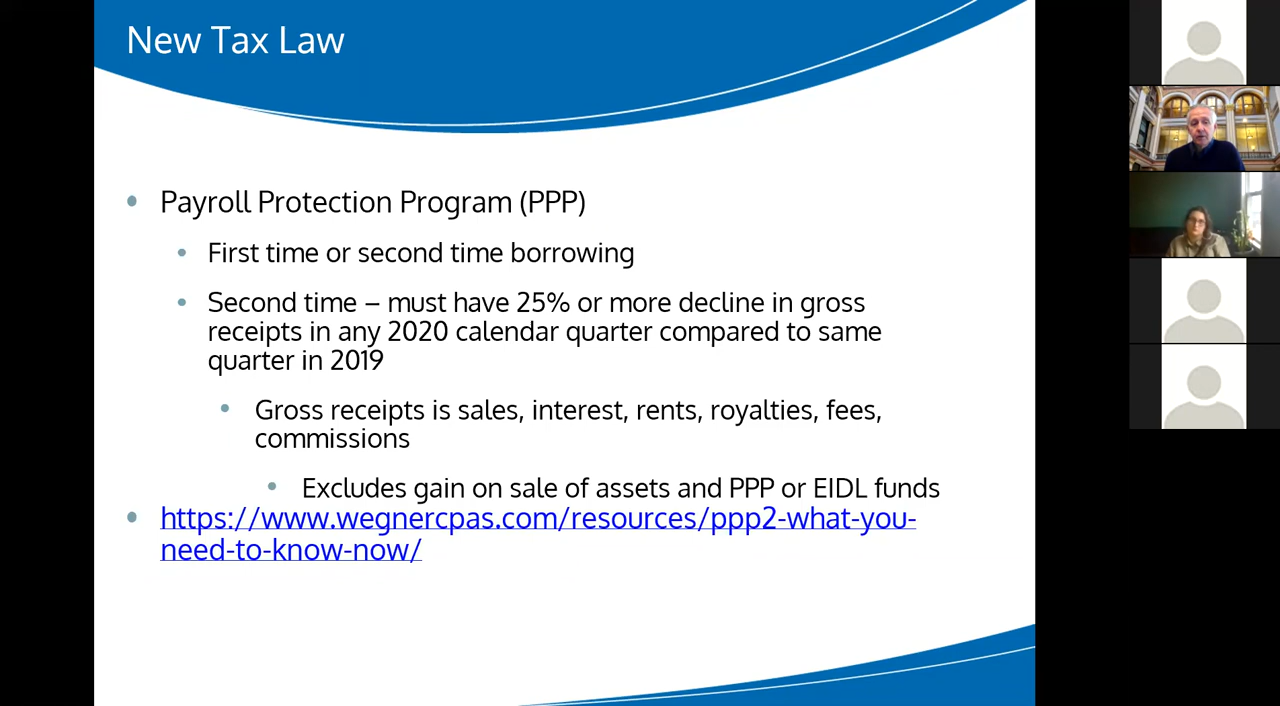 New Tax Law
Payroll Protection Program (PPP)
First time or second time borrowing
Second time – must have 25% or more decline in gross
receipts in any 2020 calendar quarter compared to same
quarter in 2019
Gross receipts is sales, interest, rents, royalties, fees,
commissions
Excludes gain on sale of assets and PPP or EIDL funds
https://www.wegnercpas.com/resources/ppp2-what-you-
need-to-know-now/